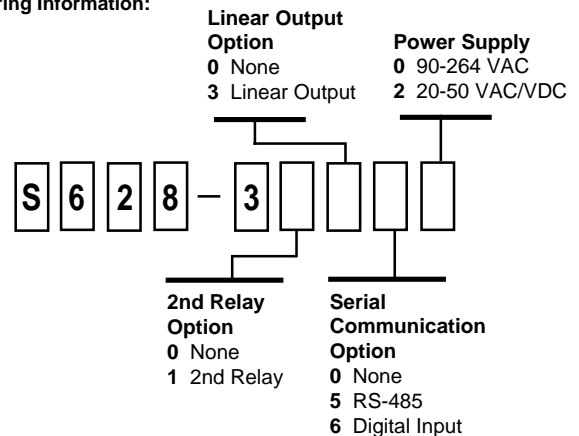 ring Information:
Linear Output
Option
0 None
3 Linear Output
Power Supply
0 90-264 VAC
2 20-50 VAC/VDC
S 6 2 8 – 3
2nd Relay
Option
0 None
1 2nd Relay
Serial
Communication
Option
0 None
5 RS-485
6 Digital Input